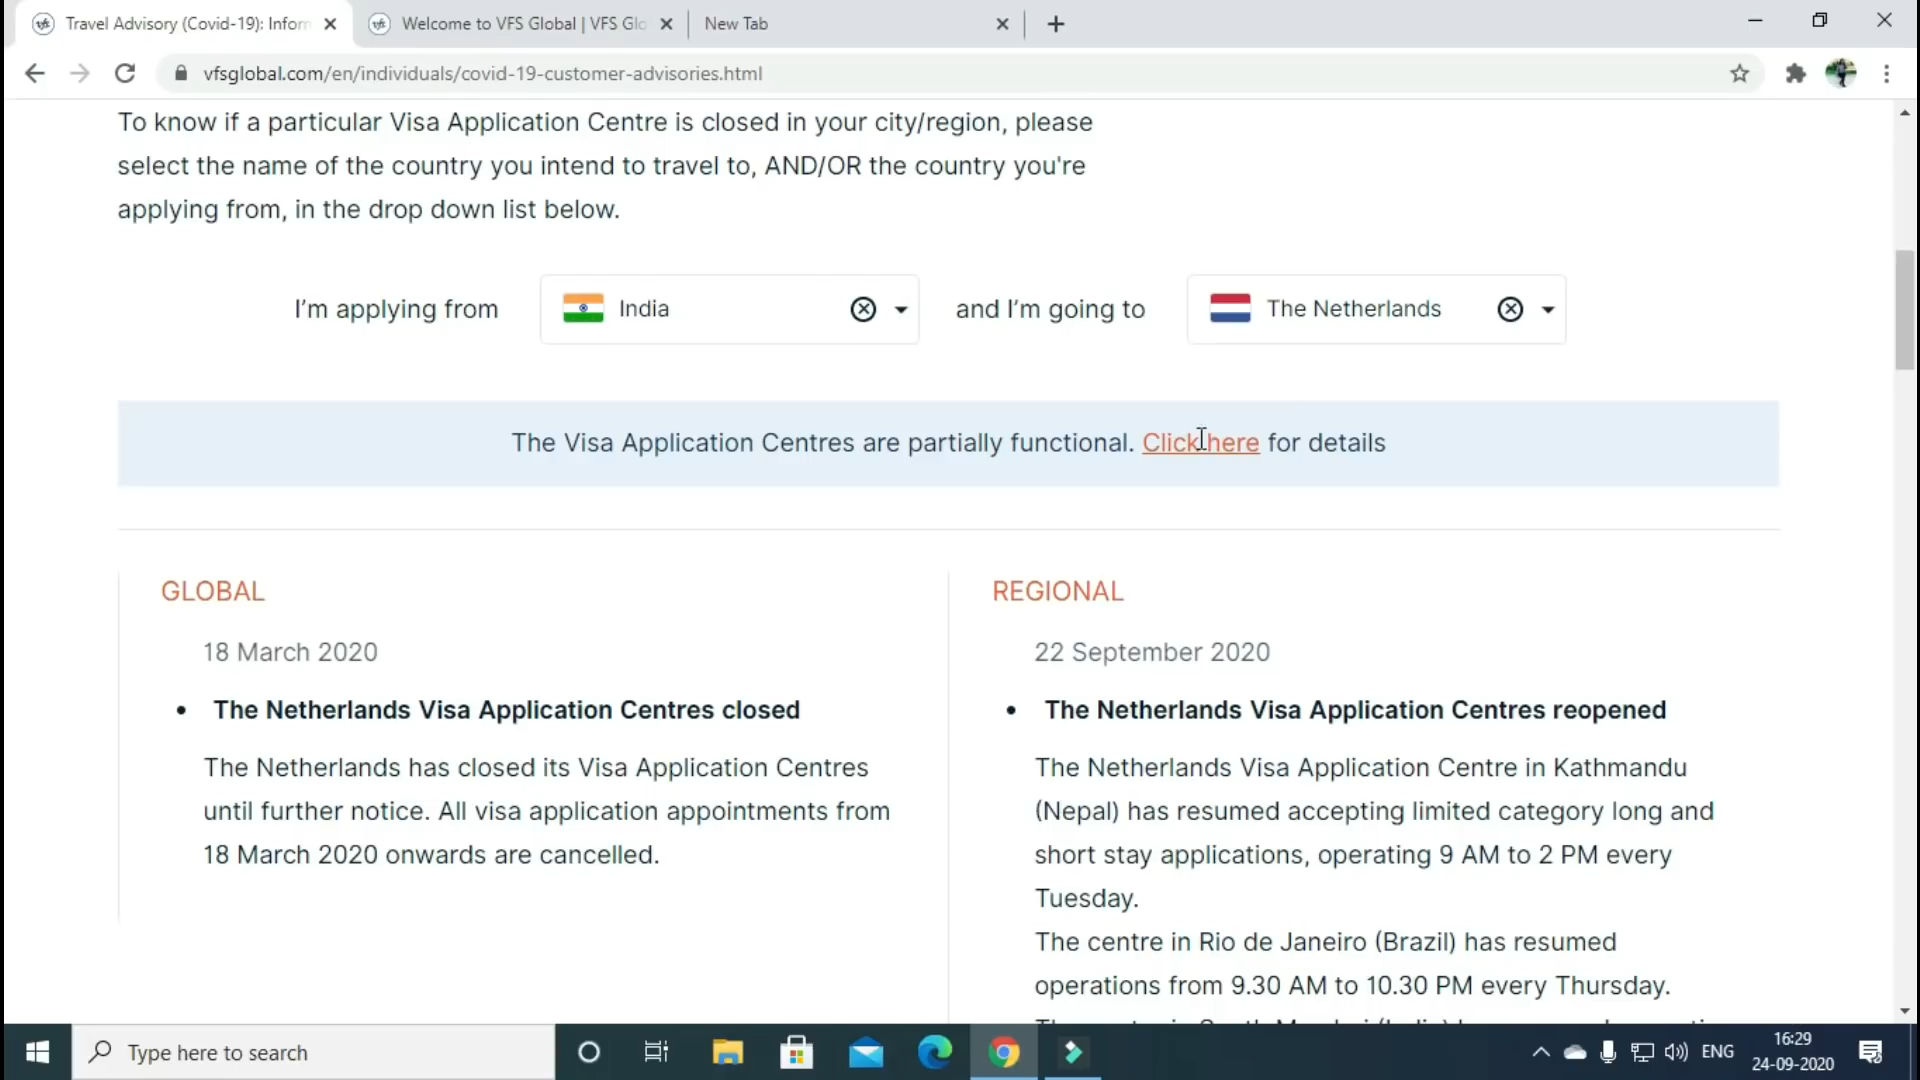 Travel Advisory (Covid-19): Inform
Welcome to VFS Global | VFS Glo
New Tab
vfsglobal.com/en/individuals/covid-19-customer-advisories.html
To know if a particular Visa Application Centre is closed in your city/region, please
select the name of the country you intend to travel to, AND/OR the country you're
applying from, in the drop down list below.
I'm applying from
India
and I'm going to
The Netherlands
The Visa Application Centres are partially functional. Click here for details
GLOBAL
18 March 2020
• The Netherlands Visa Application Centres closed
The Netherlands has closed its Visa Application Centres
until further notice. All visa application appointments from
18 March 2020 onwards are cancelled.
REGIONAL
22 September 2020
• The Netherlands Visa Application Centres reopened
The Netherlands Visa Application Centre in Kathmandu
(Nepal) has resumed accepting limited category long and
short stay applications, operating 9 AM to 2 PM every
Tuesday.
The centre in Rio de Janeiro (Brazil) has resumed
operations from 9.30 AM to 10.30 PM every Thursday.
Type here to search
ENG
16:29
24-09-2020